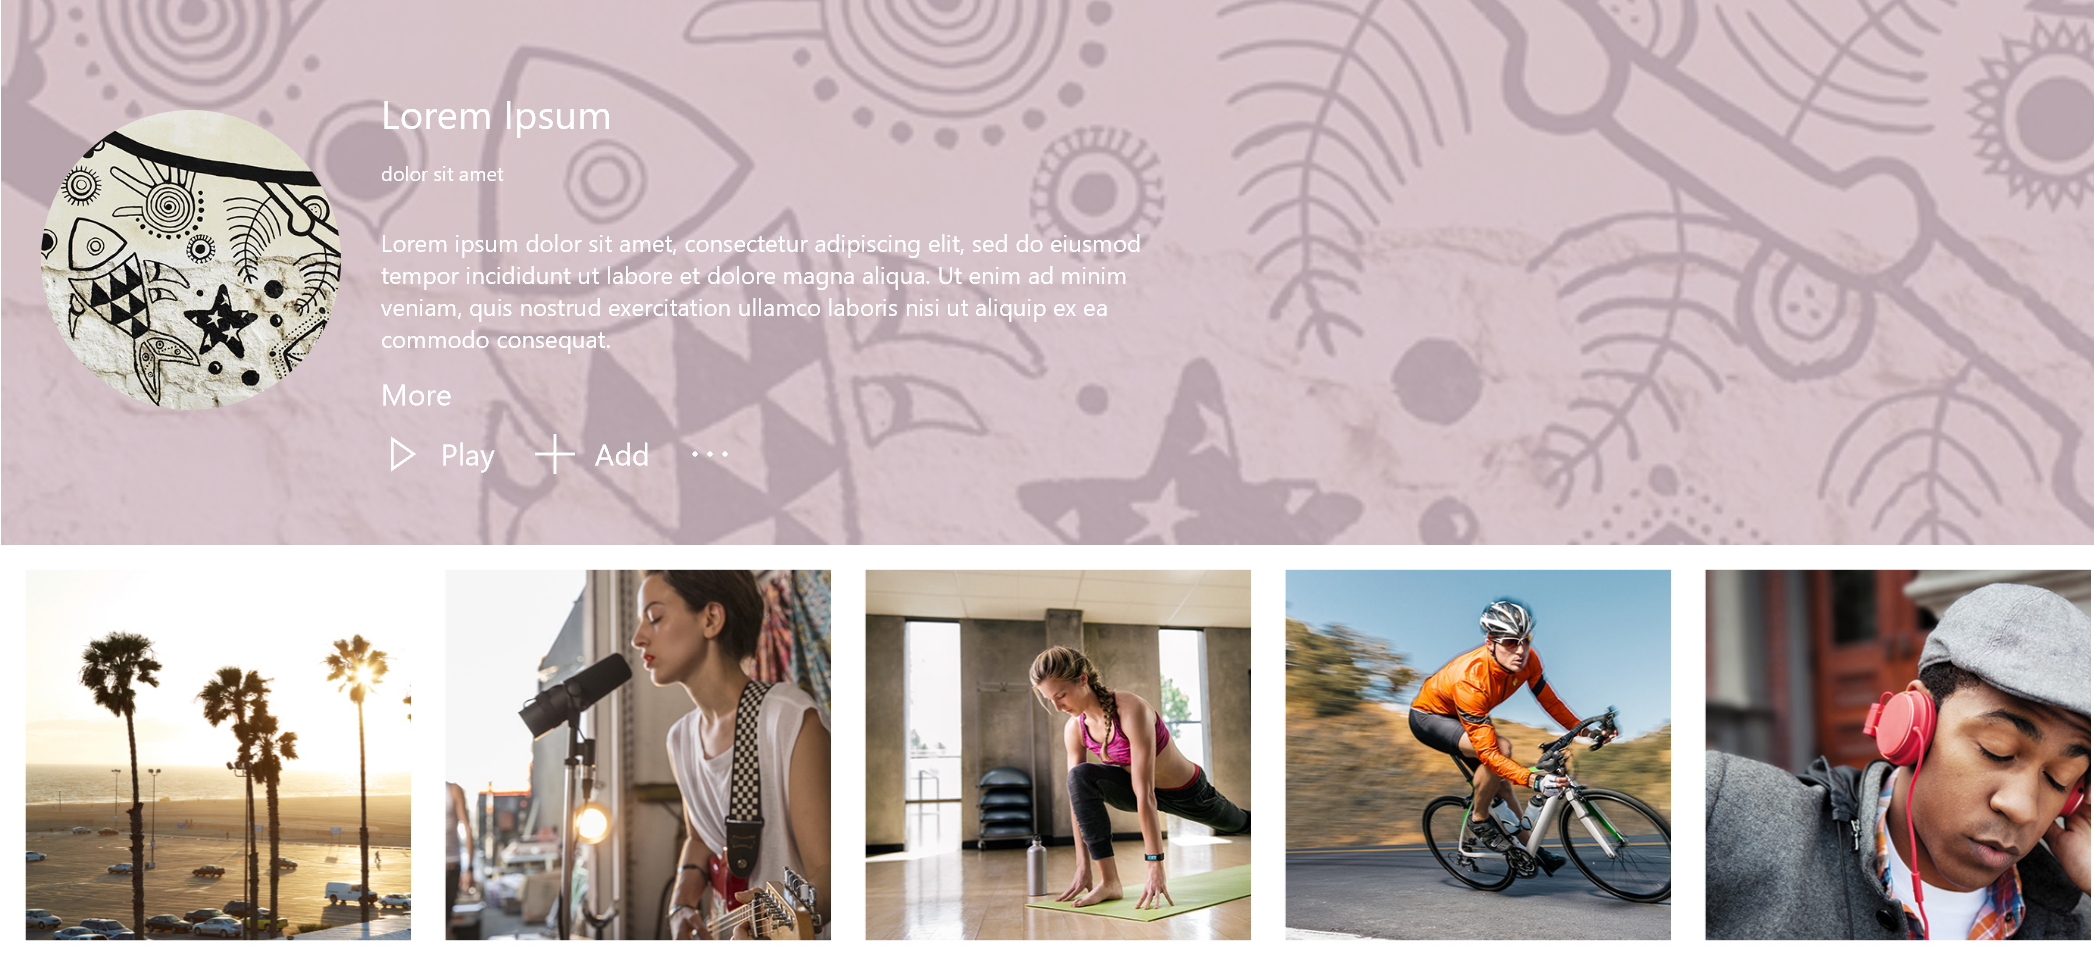 Lorem Ipsum
dolor sit amet
Lorem ipsum dolor sit amet, consectetur adipiscing elit, sed do eiusmod
tempor incididunt ut labore et dolore magna aliqua. Ut enim ad minim
veniam, quis nostrud exercitation ullamco laboris nisi ut aliquip ex ea
commodo consequat.
More
Play Add ...